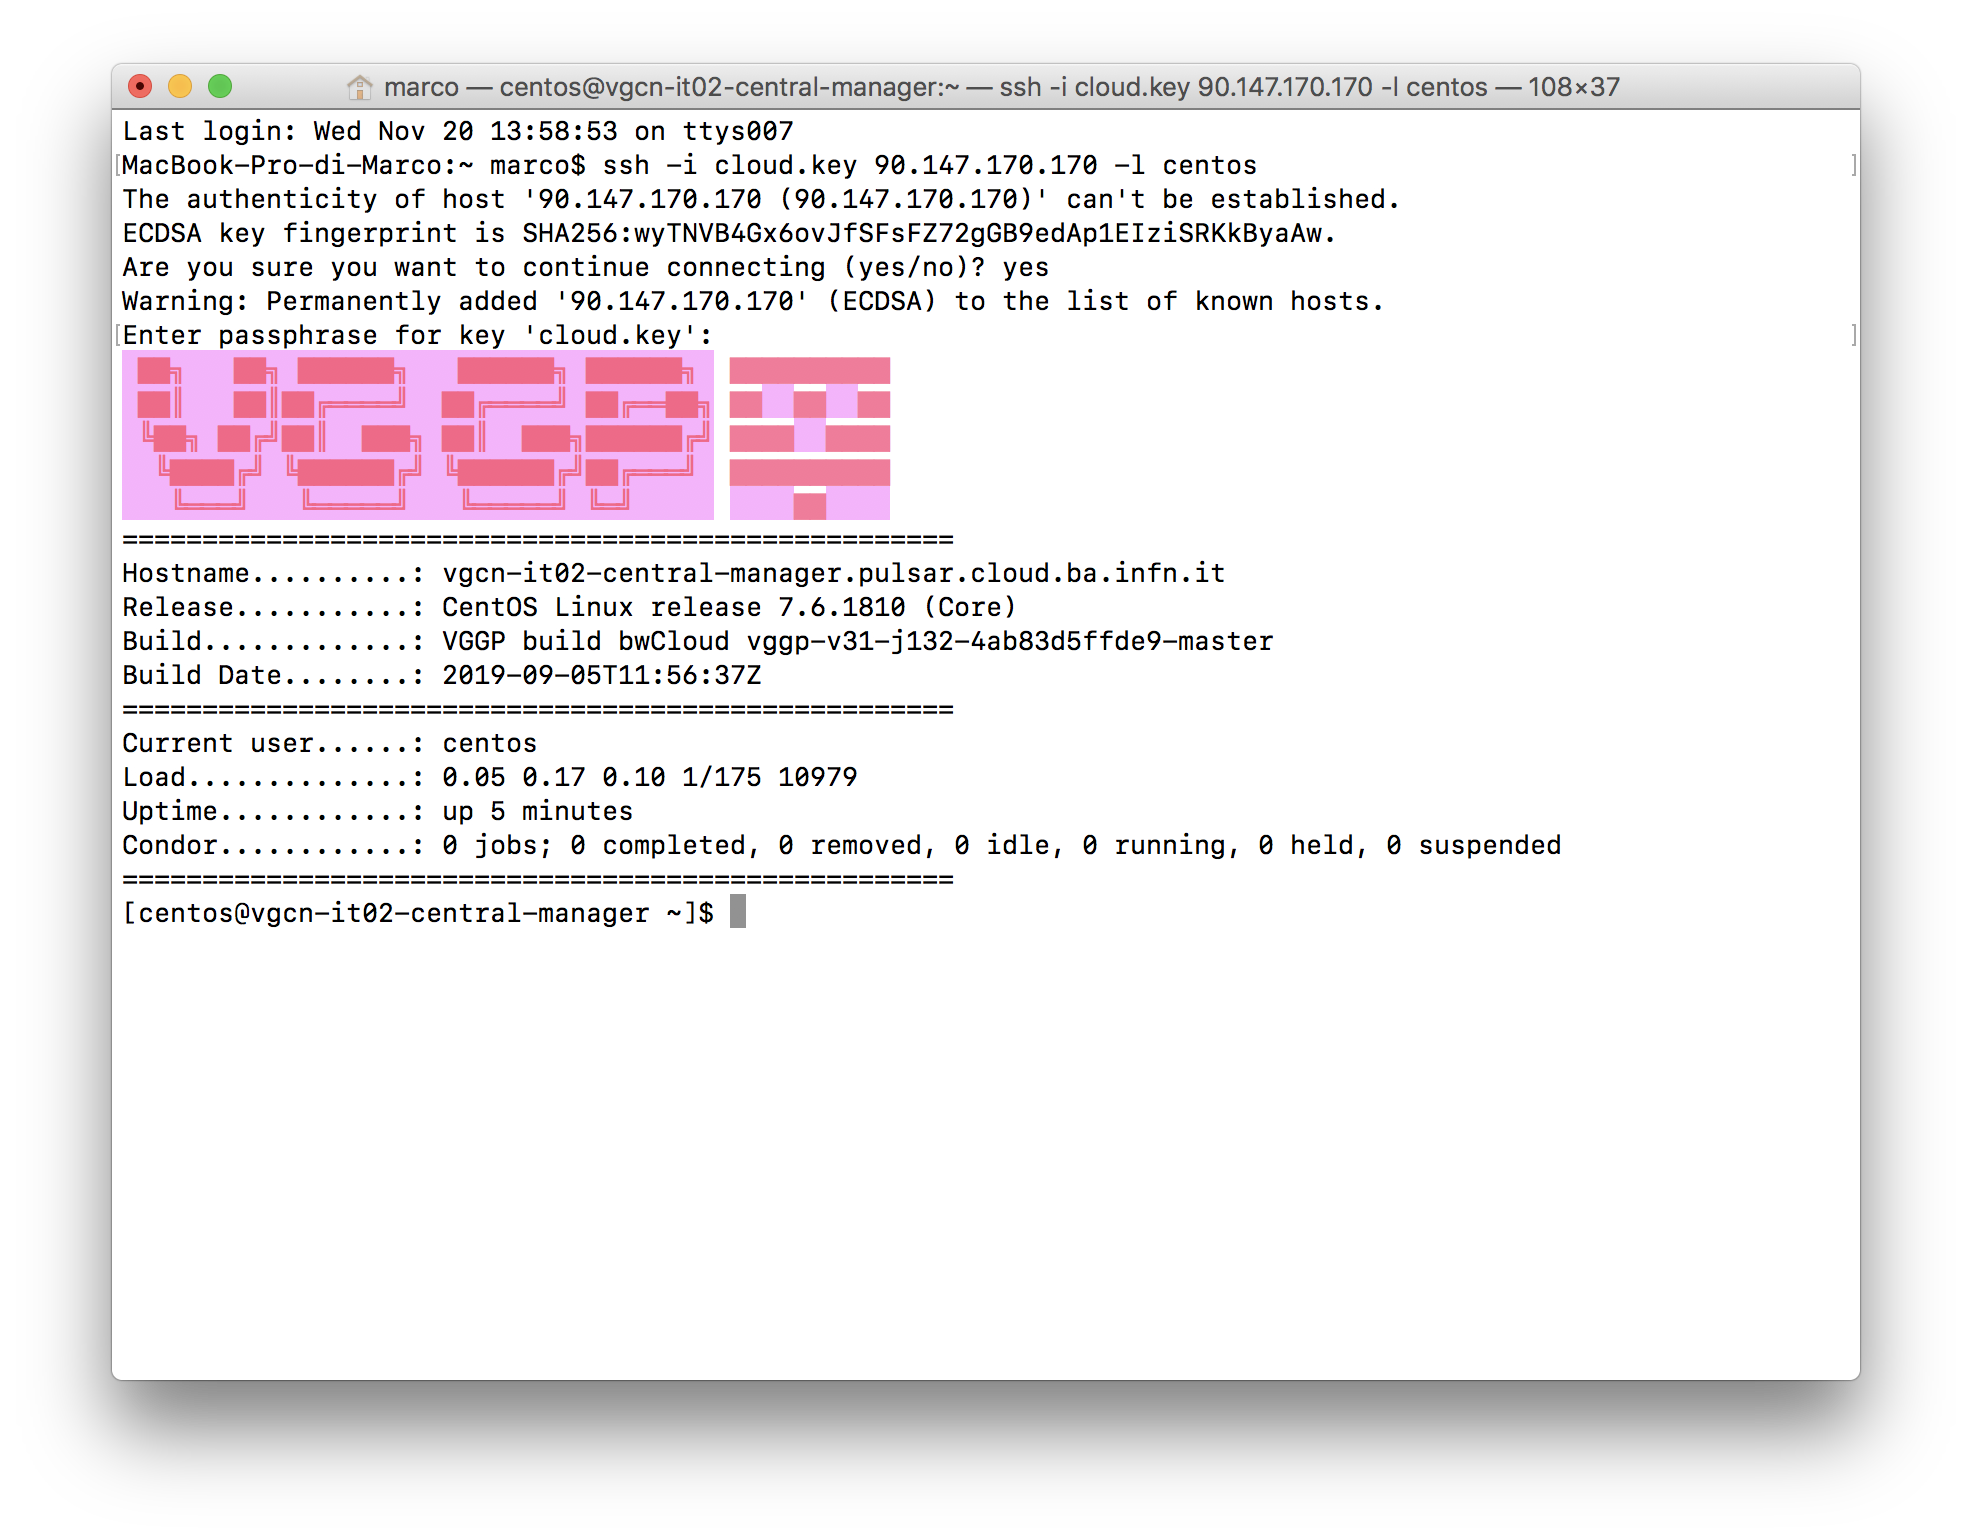 marco — centos@vgcn-it02-central-manager:~ — ssh -i cloud.key 90.147.170.170 -l centos — 108×37
Last login: Wed Nov 20 13:58:53 on ttys007
[MacBook-Pro-di-Marco:~ marco$ ssh -i cloud.key 90.147.170.170 -l centos]
The authenticity of host '90.147.170.170 (90.147.170.170)' can't be established.
ECDSA key fingerprint is SHA256:wyTNVB4Gx6ovJfSFsFZ72gGB9edAp1EIziSRKkByaAw.
Are you sure you want to continue connecting (yes/no)? yes
Warning: Permanently added '90.147.170.170' (ECDSA) to the list of known hosts.
[Enter passphrase for key 'cloud.key':]
VGCP
====================================================
Hostname..........: vgcn-it02-central-manager.pulsar.cloud.ba.infn.it
Release...........: CentOS Linux release 7.6.1810 (Core)
Build.............: VGGP build bwCloud vggp-v31-j132-4ab83d5ffde9-master
Build Date........: 2019-09-05T11:56:37Z
====================================================
Current user......: centos
Load..............: 0.05 0.17 0.10 1/175 10979
Uptime............: up 5 minutes
Condor............: 0 jobs; 0 completed, 0 removed, 0 idle, 0 running, 0 held, 0 suspended
====================================================
[centos@vgcn-it02-central-manager ~]$